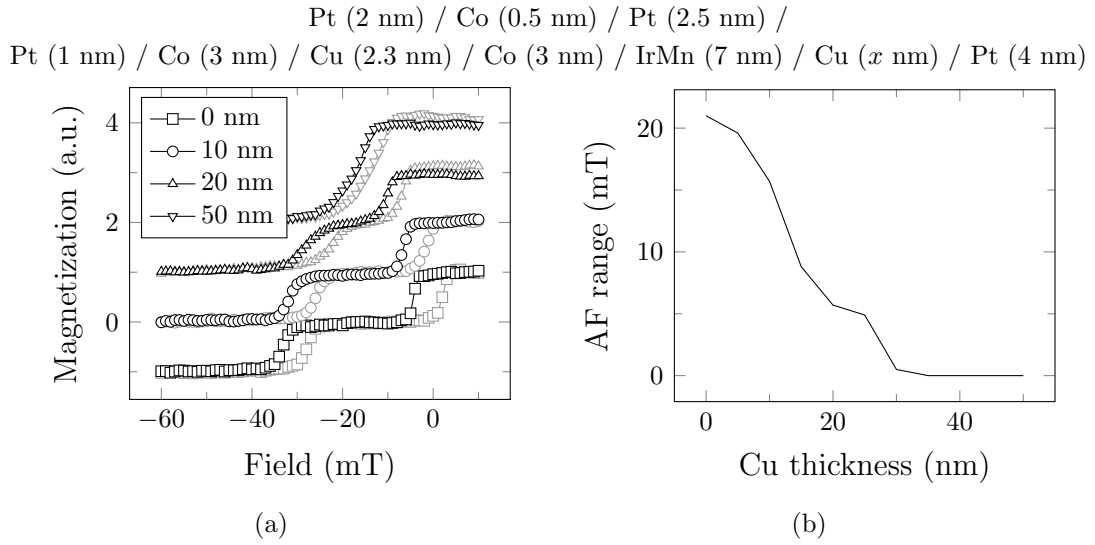 Pt (2 nm) / Co (0.5 nm) / Pt (2.5 nm) /
Pt (1 nm) / Co (3 nm) / Cu (2.3 nm) / Co (3 nm) / IrMn (7 nm) / Cu (x nm) / Pt (4 nm)
Magnetization (a.u.)
4
2
0
0 nm
10 nm
20 nm
50 nm
−60
−40
−20
0
Field (mT)
(a)
AF range (mT)
20
10
0
0
20
40
Cu thickness (nm)
(b)